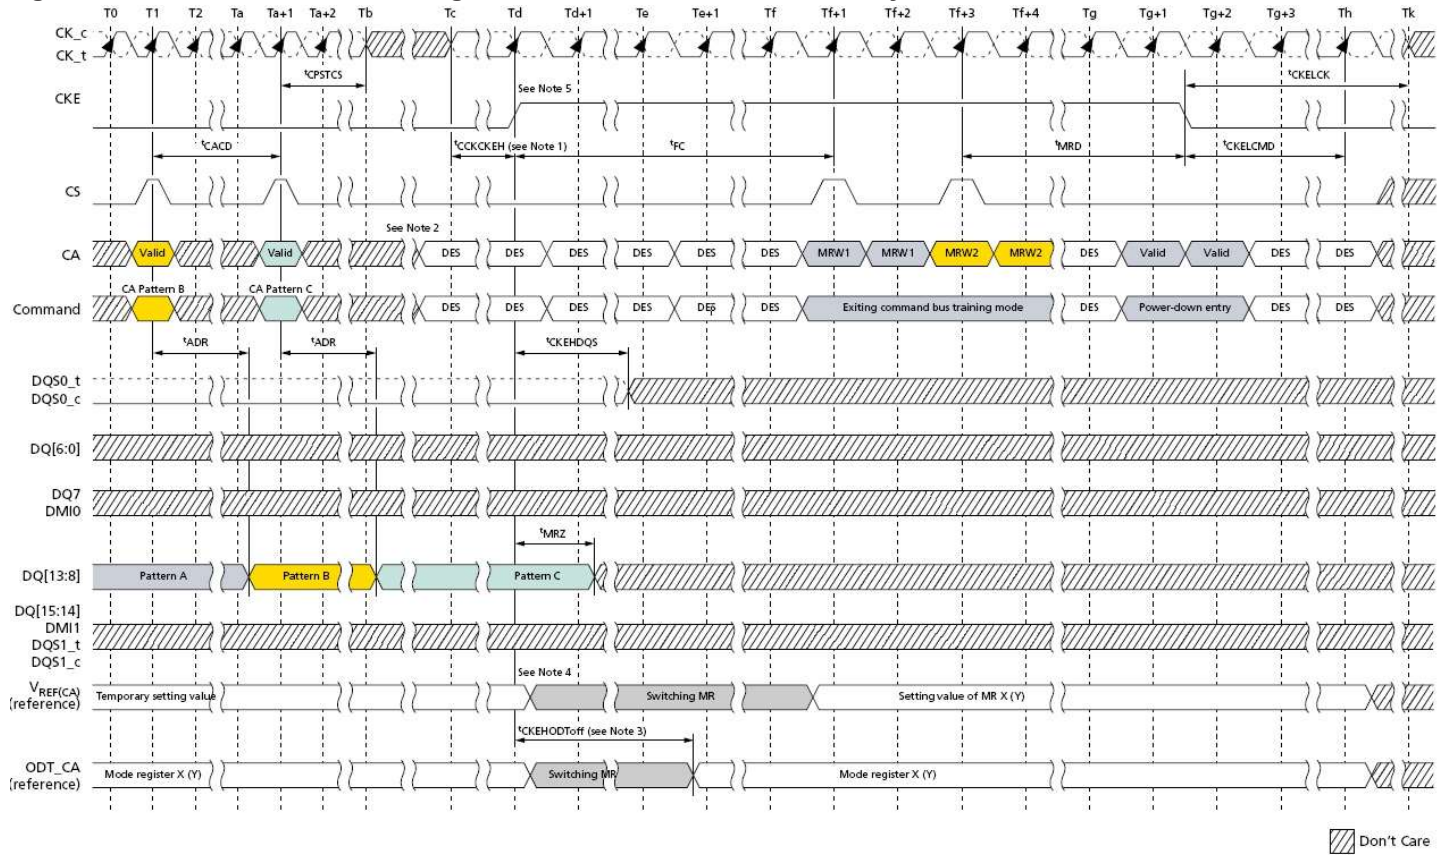 T0 T1 T2 Ta Ta+1 Ta+2 Tb Tc Td Td+1 Te Te+1 Tf Tf+1 Tf+2 Tf+3 Tf+4 Tg Tg+1 Tg+2 Tg+3 Th Tk
CK_c
CK_t
tCPSTCS tCKELCK
CKE See Note 5
tCACD tCCKCKEH (see Note 1) tFC tMRD tCKELCMD
CS
See Note 2
CA Valid Valid DES DES DES DES DES DES MRW1 MRW1 MRW2 MRW2 DES Valid Valid DES DES
CA Pattern B CA Pattern C
Command DES DES DES DES DES DES Exiting command bus training mode DES Power-down entry DES DES
tADR tADR tCKEHDQS
DQS0_t
DQS0_c
DQ[6:0]
DQ7
DMI0
tMRZ
DQ[13:8] Pattern A Pattern B Pattern C
DQ[15:14]
DMI1
DQS1_t
DQS1_c
See Note 4
VREF(CA) Temporary setting value Switching MR Setting value of MR X (Y)
(reference)
tCKEHODToff (see Note 3)
ODT_CA Mode register X (Y) Switching MR Mode register X (Y)
(reference)
Don't Care